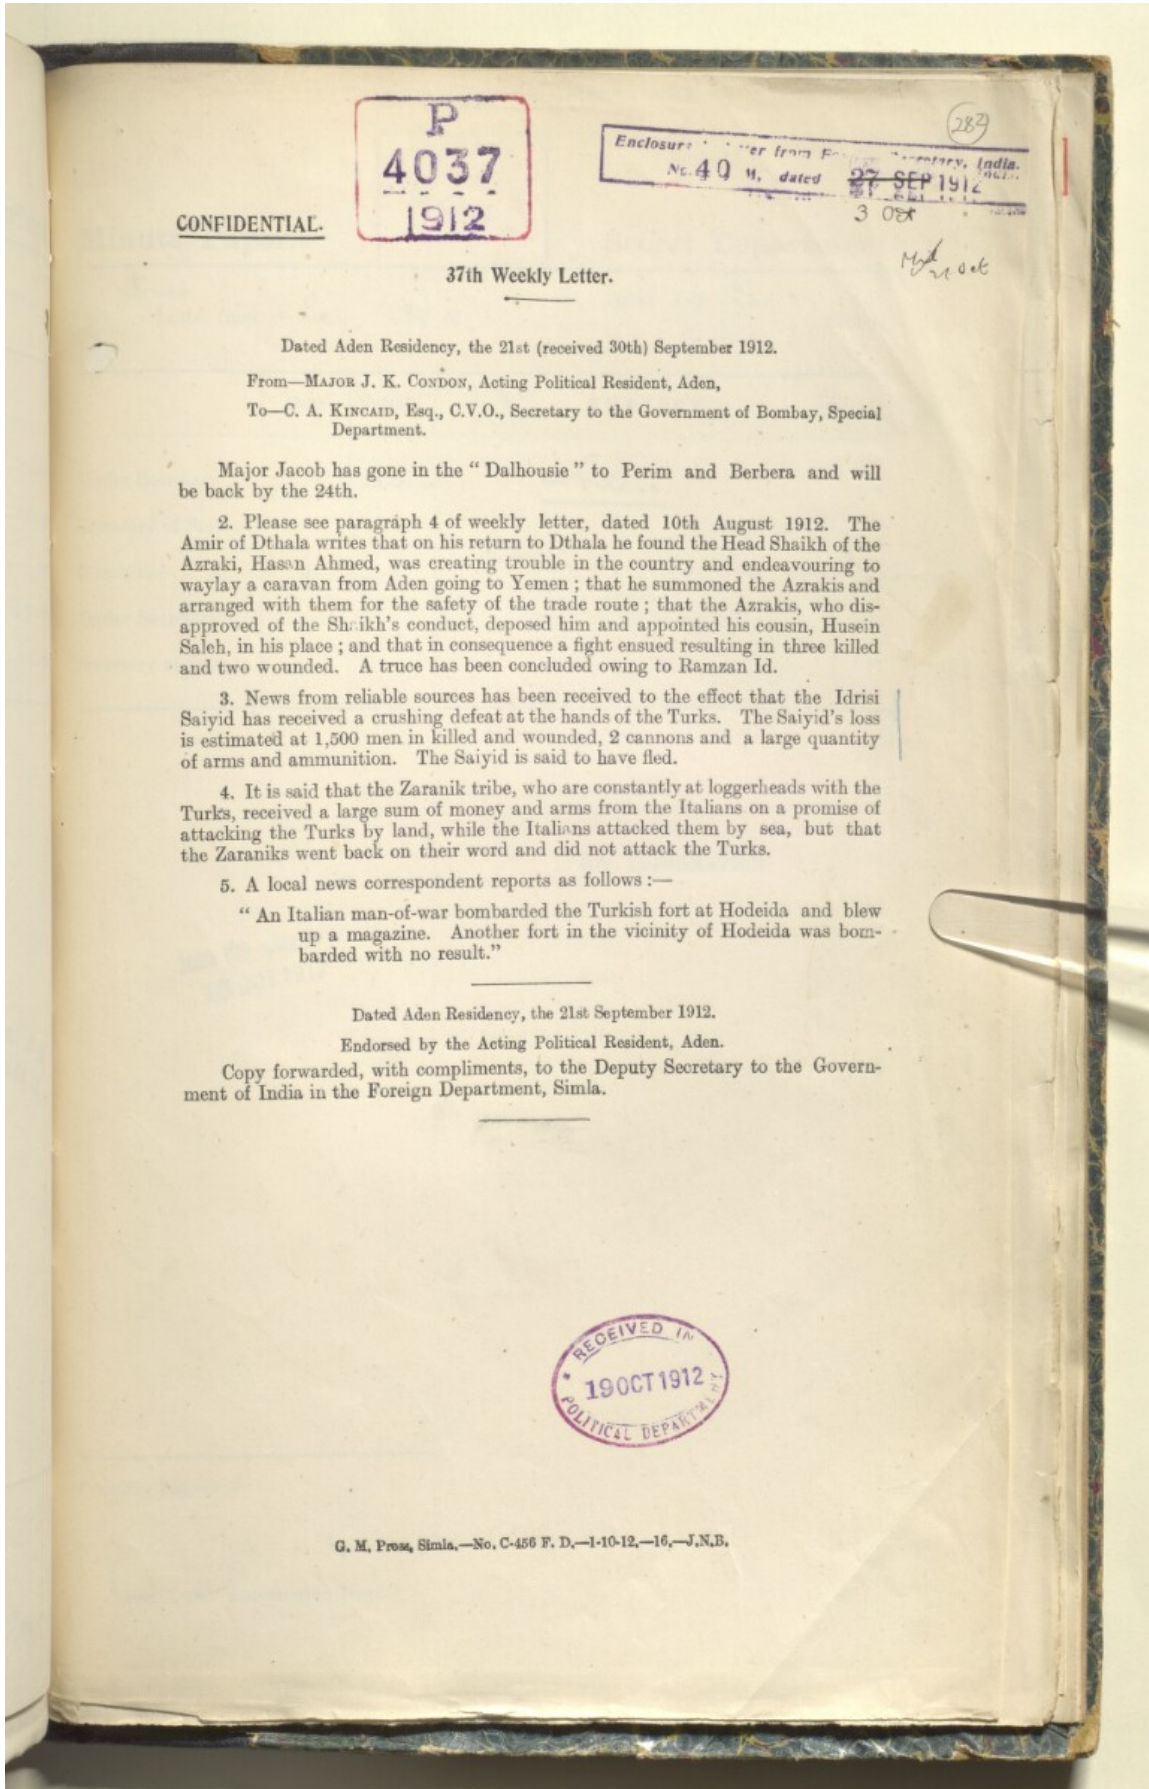 P
4037
1912
282
Enclosure er from Secretary, India.
No. 40 M, dated 27 SEP 1912
3 Oct
21 Oct
CONFIDENTIAL.
37th Weekly Letter.
Dated Aden Residency, the 21st (received 30th) September 1912.
From—MAJOR J. K. CONDON, Acting Political Resident, Aden,
To—C. A. KINCAID, Esq., C.V.O., Secretary to the Government of Bombay, Special
Department.
Major Jacob has gone in the “ Dalhousie ” to Perim and Berbera and will
be back by the 24th.
2. Please see paragraph 4 of weekly letter, dated 10th August 1912. The
Amir of Dthala writes that on his return to Dthala he found the Head Shaikh of the
Azraki, Hasan Ahmed, was creating trouble in the country and endeavouring to
waylay a caravan from Aden going to Yemen ; that he summoned the Azrakis and
arranged with them for the safety of the trade route ; that the Azrakis, who dis-
approved of the Shaikh’s conduct, deposed him and appointed his cousin, Husein
Saleh, in his place ; and that in consequence a fight ensued resulting in three killed
and two wounded. A truce has been concluded owing to Ramzan Id.
3. News from reliable sources has been received to the effect that the Idrisi
Saiyid has received a crushing defeat at the hands of the Turks. The Saiyid’s loss
is estimated at 1,500 men in killed and wounded, 2 cannons and a large quantity
of arms and ammunition. The Saiyid is said to have fled.
4. It is said that the Zaranik tribe, who are constantly at loggerheads with the
Turks, received a large sum of money and arms from the Italians on a promise of
attacking the Turks by land, while the Italians attacked them by sea, but that
the Zaraniks went back on their word and did not attack the Turks.
5. A local news correspondent reports as follows :—
“ An Italian man-of-war bombarded the Turkish fort at Hodeida and blew
up a magazine. Another fort in the vicinity of Hodeida was bom-
barded with no result.”
Dated Aden Residency, the 21st September 1912.
Endorsed by the Acting Political Resident, Aden.
Copy forwarded, with compliments, to the Deputy Secretary to the Govern-
ment of India in the Foreign Department, Simla.
RECEIVED IN
19 OCT 1912
POLITICAL DEPARTMENT
G. M. Press, Simla.—No. C-456 F. D.—1-10-12.—16.—J.N.B.